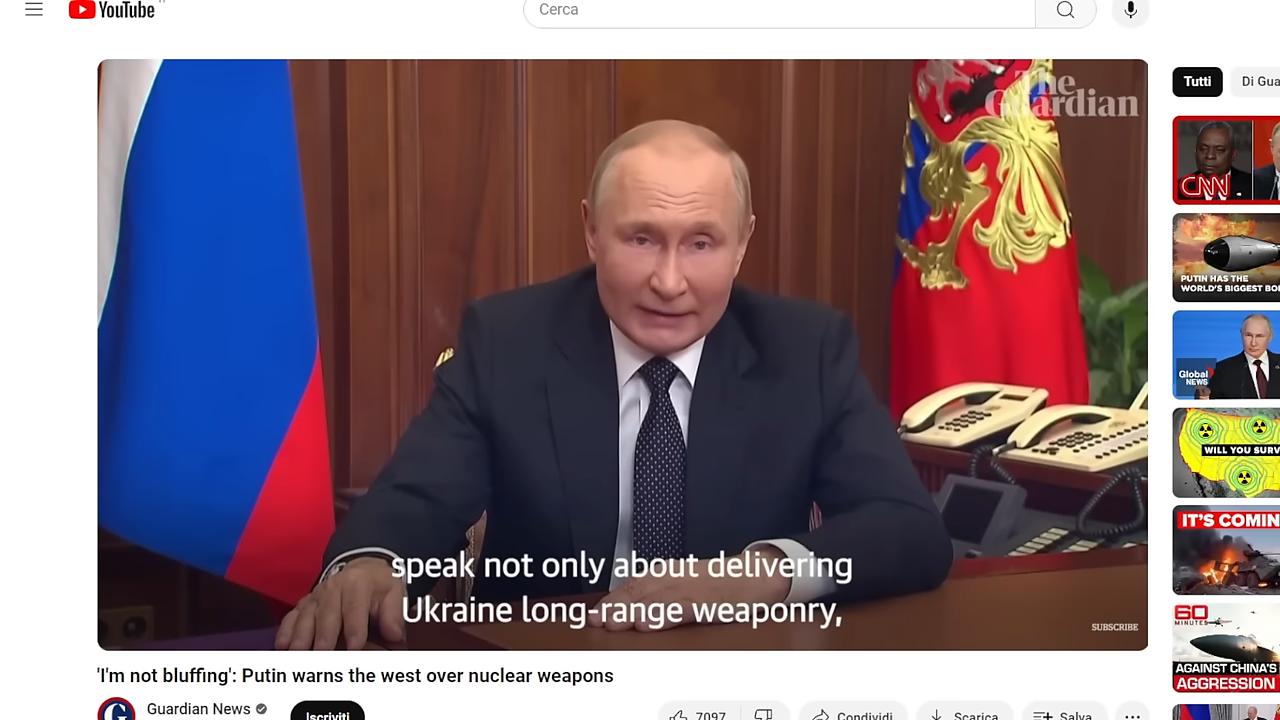 YouTube
IT
Cerca
The
Guardian
speak not only about delivering
Ukraine long-range weaponry,
SUBSCRIBE
'I'm not bluffing': Putin warns the west over nuclear weapons
Guardian News
Iscriviti
7097
Condividi
Scarica
Salva
Tutti
Di Gua
CNN
PUTIN HAS THE
WORLD'S BIGGEST BO
Global
NEWS
WILL YOU SURV
IT'S COMIN
60
MINUTES
AGAINST CHINA'S
AGGRESSION